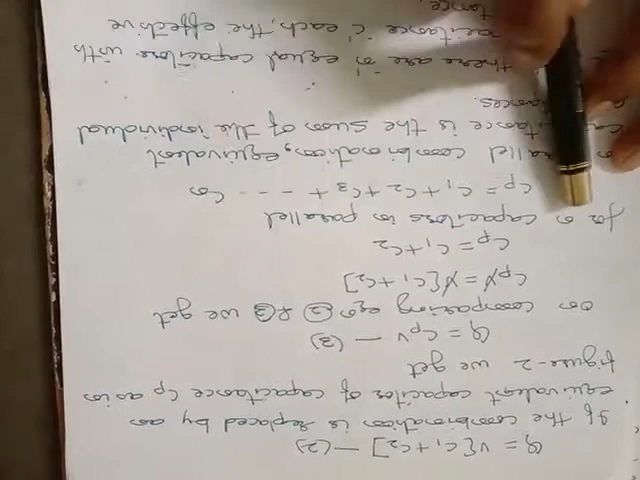 Q = V[C1 + C2] — (2)
If the combination is replaced by an
equivalent capacitor of capacitance Cp as in
figure-2 we get
Q = CpV — (3)
on comparing eqn (2) & (3) we get
CpV = V[C1 + C2]
Cp = C1 + C2
for n capacitors in parallel
Cp = C1 + C2 + C3 + - - - - Cn
parallel combination, equivalent
capacitance is the sum of the individual
there are 'n' equal capacitors with
capacitance 'c' each, the effective